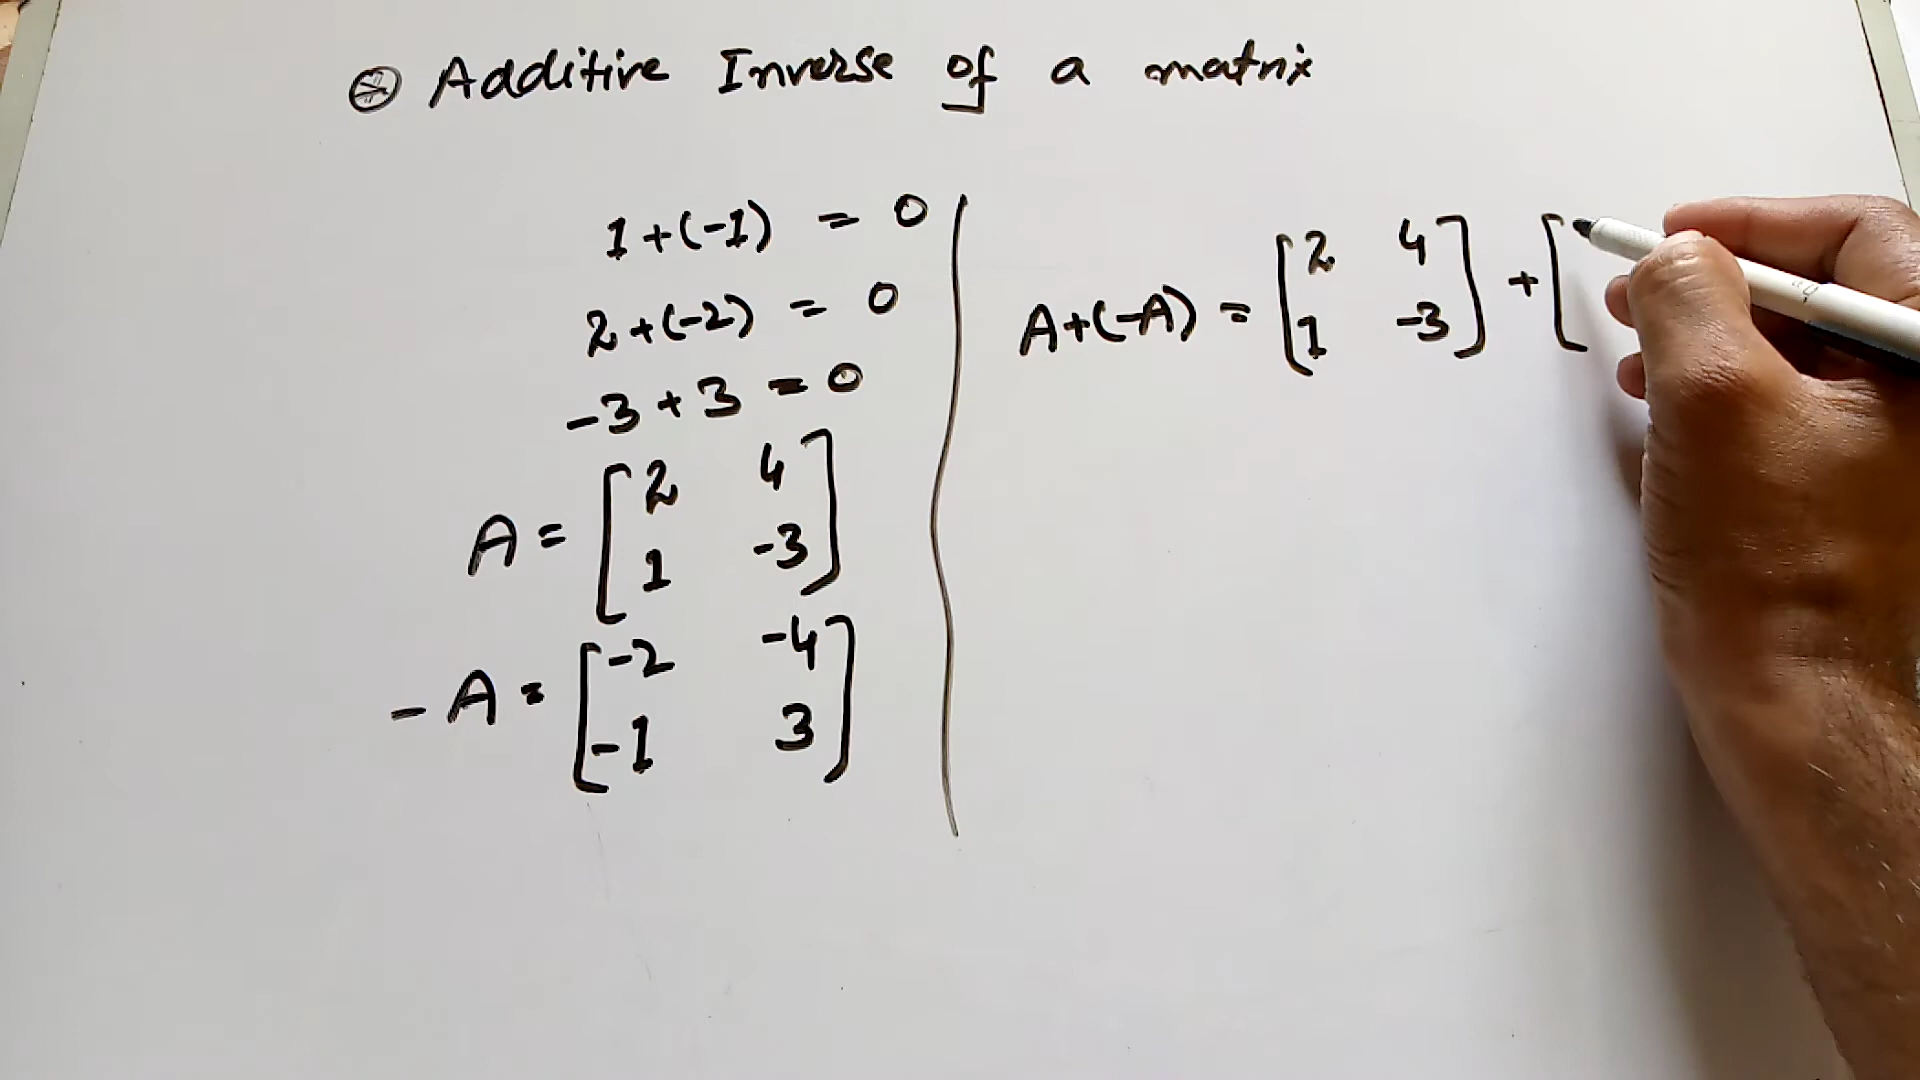 Additive Inverse of a matrix
1 + (-1) = 0
2 + (-2) = 0
-3 + 3 = 0
A = [2 4
1 -3]
-A = [-2 -4
-1 3]
A + (-A) = [2 4
1 -3] + [